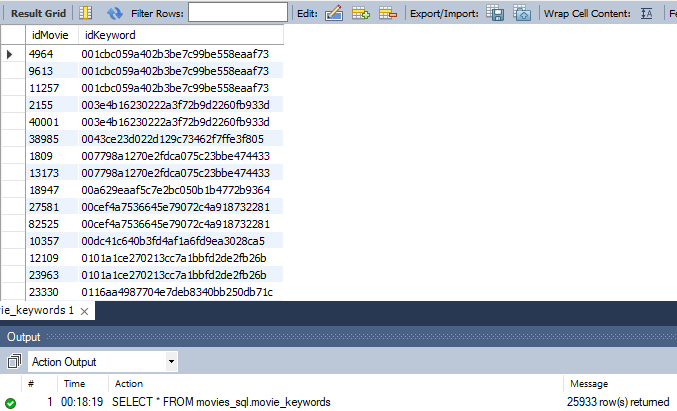 Result Grid Filter Rows: Edit: Export/Import: Wrap Cell Content: Fe
idMovie idKeyword
4964 001cbc059a402b3be7c99be558eaaf73
9613 001cbc059a402b3be7c99be558eaaf73
11257 001cbc059a402b3be7c99be558eaaf73
2155 003e4b16230222a3f72b9d2260fb933d
40001 003e4b16230222a3f72b9d2260fb933d
38985 0043ce23d022d129c73462f7ffe3f805
1809 007798a1270e2fdca075c23bbe474433
13173 007798a1270e2fdca075c23bbe474433
18947 00a629eaaf5c7e2bc050b1b4772b9364
27581 00cef4a7536645e79072c4a918732281
82525 00cef4a7536645e79072c4a918732281
10357 00dc41c640b3fd4af1a6fd9ea3028ca5
12109 0101a1ce270213cc7a1bbfd2de2fb26b
23963 0101a1ce270213cc7a1bbfd2de2fb26b
23330 0116aa4987704e7deb8340bb250db71c
vie_keywords 1
Output
Action Output
# Time Action Message
1 00:18:19 SELECT * FROM movies_sql.movie_keywords 25933 row(s) returned